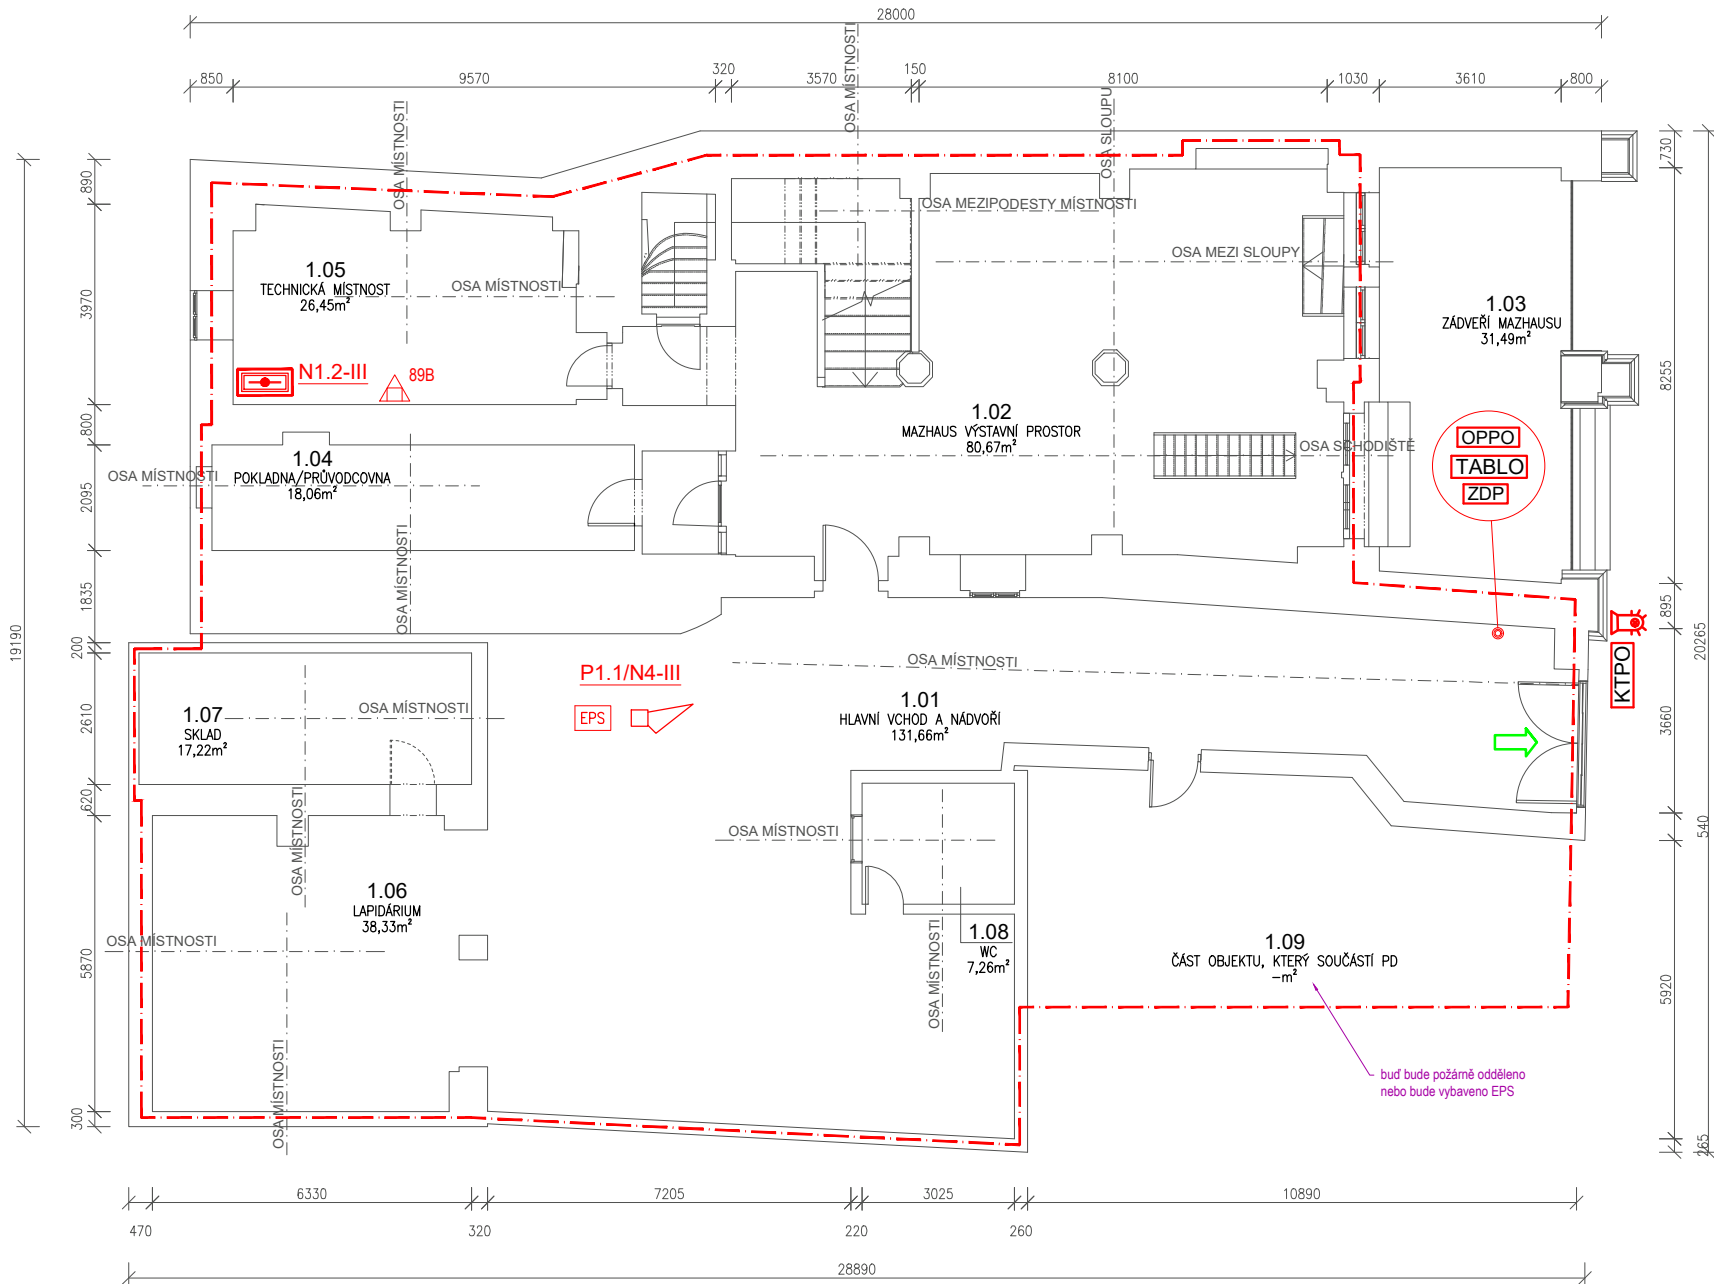 28000
850
9570
320
3570
150
8100
1030
3610
800
OSA MÍSTNOSTI
OSA MÍSTNOSTI
OSA SLOUPU
890
3970
800
2095
1835
200
2610
620
5870
300
19190
730
8255
895
3660
540
5920
265
20265
OSA MEZIPODESTY MÍSTNOSTI
OSA MEZI SLOUPY
1.05
TECHNICKÁ MÍSTNOST
26,45m²
OSA MÍSTNOSTI
1.03
ZÁDVEŘÍ MAZHAUSU
31,49m²
N1.2-III
89B
1.02
MAZHAUS VÝSTAVNÍ PROSTOR
80,67m²
OSA SCHODIŠTĚ
OPPO
TABLO
ZDP
1.04
POKLADNA/PRŮVODCOVNA
18,06m²
OSA MÍSTNOSTI
OSA MÍSTNOSTI
KTPO
P1.1/N4-III
EPS
OSA MÍSTNOSTI
1.01
HLAVNÍ VCHOD A NÁDVOŘÍ
131,66m²
1.07
SKLAD
17,22m²
OSA MÍSTNOSTI
OSA MÍSTNOSTI
OSA MÍSTNOSTI
1.06
LAPIDÁRIUM
38,33m²
OSA MÍSTNOSTI
OSA MÍSTNOSTI
1.08
WC
7,26m²
OSA MÍSTNOSTI
1.09
ČÁST OBJEKTU, KTERÝ SOUČÁSTÍ PD
–m²
buď bude požárně odděleno
nebo bude vybaveno EPS
6330
7205
3025
10890
470
320
220
260
28890